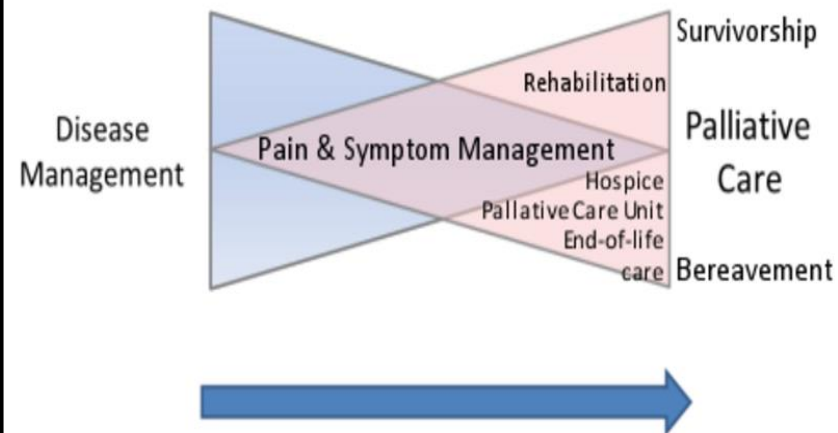 Disease
Management
Pain & Symptom Management
Rehabilitation
Hospice
Pallative Care Unit
End-of-life
care
Survivorship
Palliative
Care
Bereavement